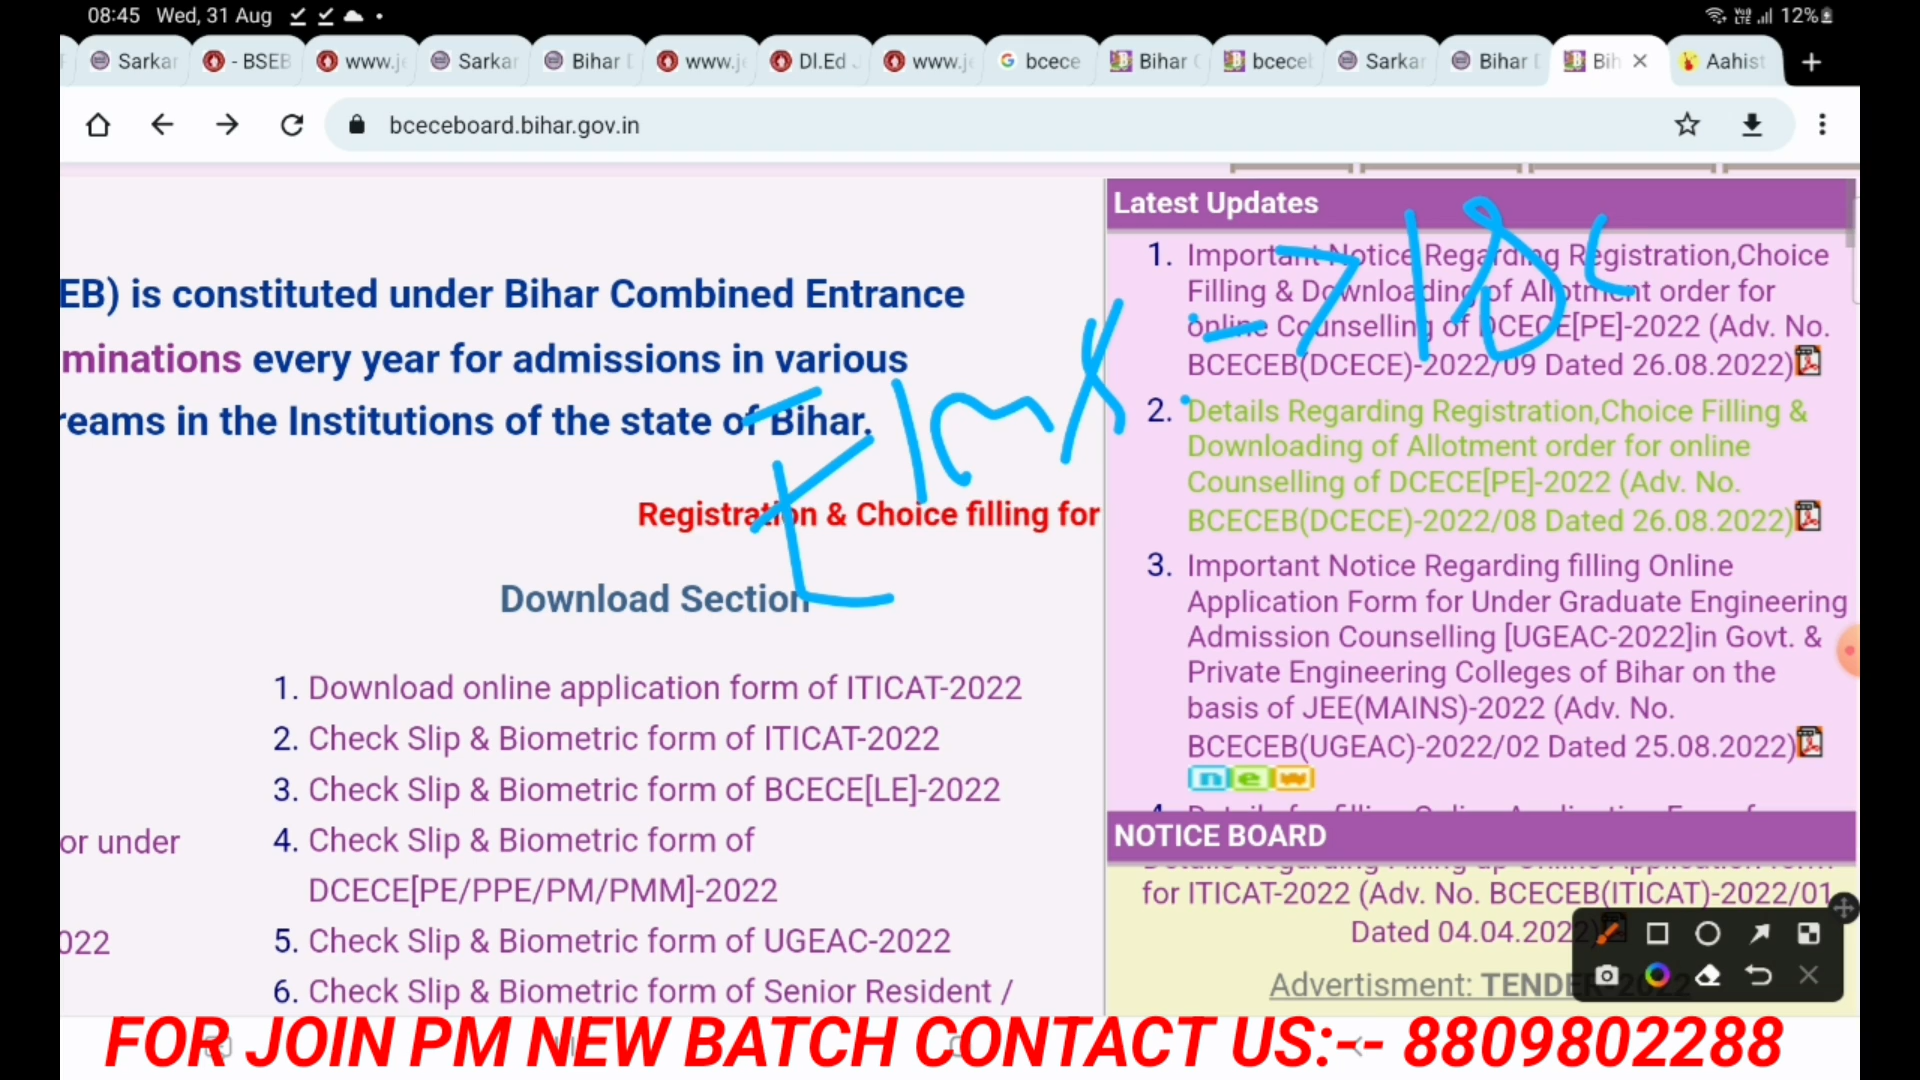 08:45 Wed, 31 Aug
12%
Sarkar
- BSEB
www.j
Sarkar
Bihar
www.j
Dl.Ed
www.j
bcece
Bihar
bcece
Sarkar
Bihar
Bih
Aahist
bceceboard.bihar.gov.in
EB) is constituted under Bihar Combined Entrance
minations every year for admissions in various
reams in the Institutions of the state of Bihar.
Registration & Choice filling for
Download Section
1. Download online application form of ITICAT-2022
2. Check Slip & Biometric form of ITICAT-2022
3. Check Slip & Biometric form of BCECE[LE]-2022
4. Check Slip & Biometric form of
DCECE[PE/PPE/PM/PMM]-2022
5. Check Slip & Biometric form of UGEAC-2022
6. Check Slip & Biometric form of Senior Resident /
or under
022
Latest Updates
1. Important Notice Regarding Registration,Choice
Filling & Downloading of Allotment order for
online Counselling of DCECE[PE]-2022 (Adv. No.
BCECEB(DCECE)-2022/09 Dated 26.08.2022)
2. Details Regarding Registration,Choice Filling &
Downloading of Allotment order for online
Counselling of DCECE[PE]-2022 (Adv. No.
BCECEB(DCECE)-2022/08 Dated 26.08.2022)
3. Important Notice Regarding filling Online
Application Form for Under Graduate Engineering
Admission Counselling [UGEAC-2022]in Govt. &
Private Engineering Colleges of Bihar on the
basis of JEE(MAINS)-2022 (Adv. No.
BCECEB(UGEAC)-2022/02 Dated 25.08.2022)
new
NOTICE BOARD
for ITICAT-2022 (Adv. No. BCECEB(ITICAT)-2022/01
Dated 04.04.2022)
Advertisment: TENDER-2022
FOR JOIN PM NEW BATCH CONTACT US:-- 8809802288